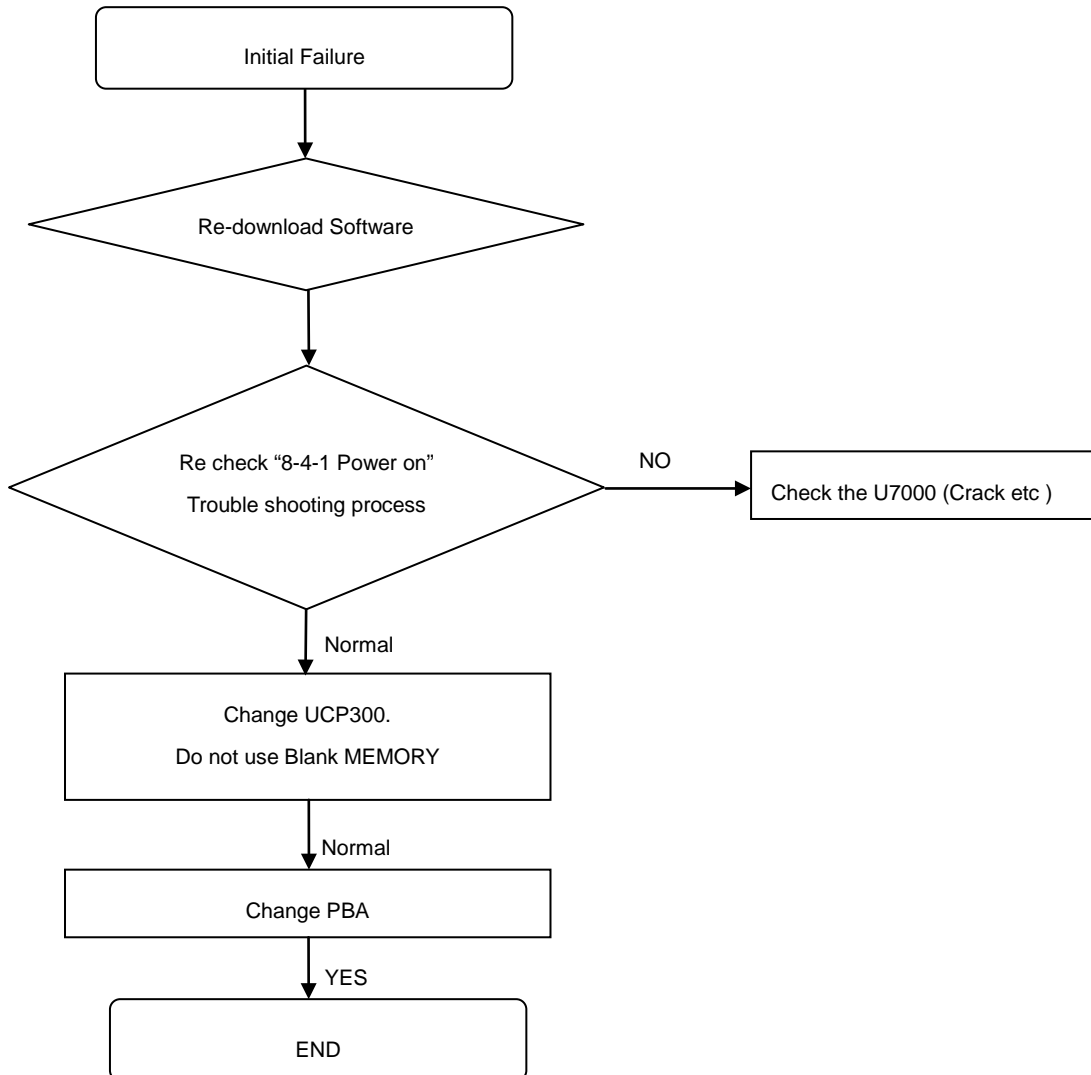 Initial Failure
Re-download Software
Re check “8-4-1 Power on”
Trouble shooting process
NO
Check the U7000 (Crack etc )
Normal
Change UCP300.
Do not use Blank MEMORY
Normal
Change PBA
YES
END